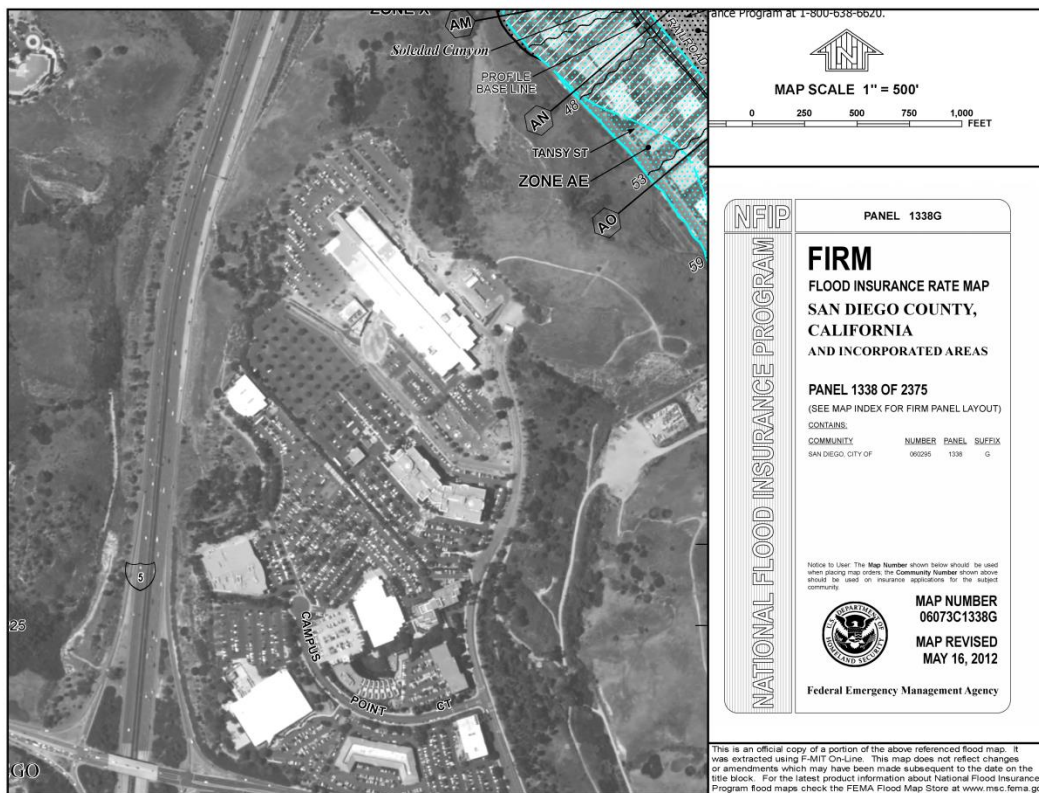 ZONE X
AM
Soledad Canyon
PROFILE
BASE LINE
RAILROAD
AN
48
TANSY ST
ZONE AE
53
AO
59
5
25
GO
CAMPUS
POINT
CT
ance Program at 1-800-638-6620.
N
MAP SCALE 1" = 500'
0 250 500 750 1,000
FEET
NFIP
PANEL 1338G
NATIONAL FLOOD INSURANCE PROGRAM
FIRM
FLOOD INSURANCE RATE MAP
SAN DIEGO COUNTY,
CALIFORNIA
AND INCORPORATED AREAS
PANEL 1338 OF 2375
(SEE MAP INDEX FOR FIRM PANEL LAYOUT)
CONTAINS:
COMMUNITY NUMBER PANEL SUFFIX
SAN DIEGO, CITY OF 060295 1338 G
Notice to User: The Map Number shown below should be used
when placing map orders; the Community Number shown above
should be used on insurance applications for the subject
community.
U.S. DEPARTMENT OF
HOMELAND SECURITY
MAP NUMBER
06073C1338G
MAP REVISED
MAY 16, 2012
Federal Emergency Management Agency
This is an official copy of a portion of the above referenced flood map. It
was extracted using F-MIT On-Line. This map does not reflect changes
or amendments which may have been made subsequent to the date on the
title block. For the latest product information about National Flood Insurance
Program flood maps check the FEMA Flood Map Store at www.msc.fema.go